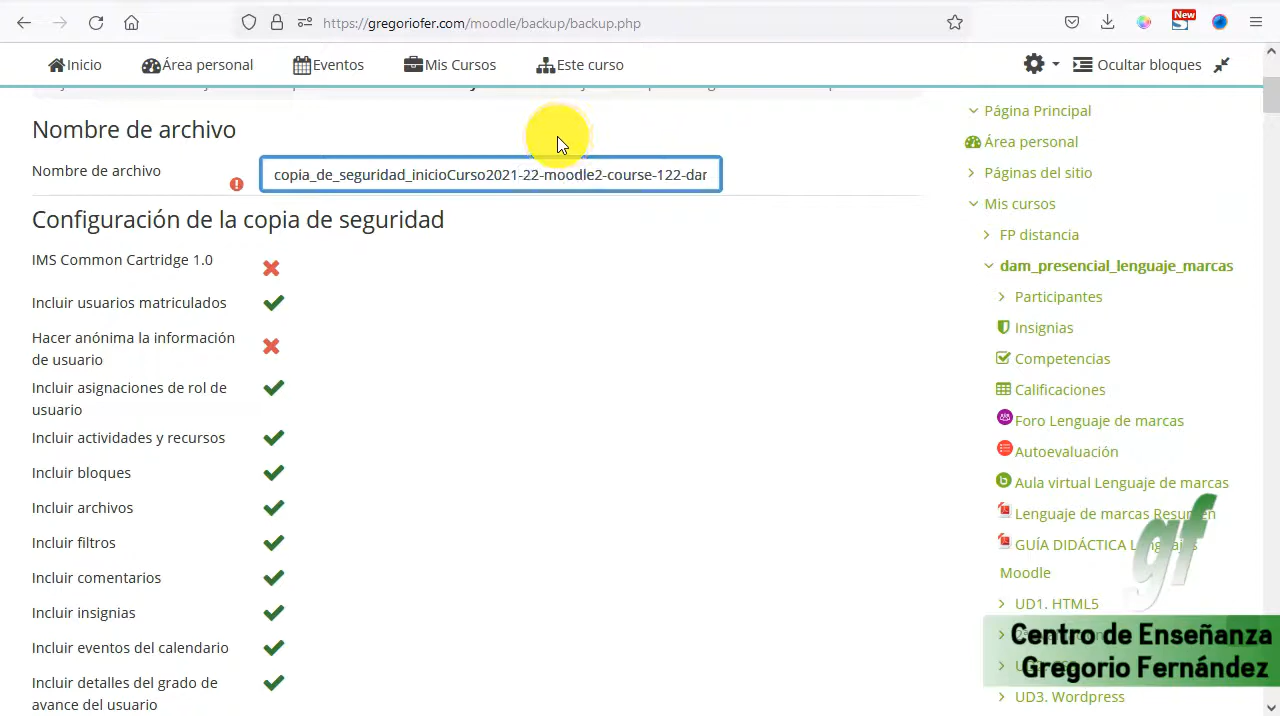 https://gregoriofer.com/moodle/backup/backup.php
New
Inicio
Área personal
Eventos
Mis Cursos
Este curso
Ocultar bloques
Nombre de archivo
Nombre de archivo
copia_de_seguridad_inicioCurso2021-22-moodle2-course-122-dar
Configuración de la copia de seguridad
IMS Common Cartridge 1.0
Incluir usuarios matriculados
Hacer anónima la información
de usuario
Incluir asignaciones de rol de
usuario
Incluir actividades y recursos
Incluir bloques
Incluir archivos
Incluir filtros
Incluir comentarios
Incluir insignias
Incluir eventos del calendario
Incluir detalles del grado de
avance del usuario
Página Principal
Área personal
Páginas del sitio
Mis cursos
FP distancia
dam_presencial_lenguaje_marcas
Participantes
Insignias
Competencias
Calificaciones
Foro Lenguaje de marcas
Autoevaluación
Aula virtual Lenguaje de marcas
Lenguaje de marcas Resumen
GUÍA DIDÁCTICA
Moodle
UD1. HTML5
UD3. Wordpress
gf
Centro de Enseñanza
Gregorio Fernández